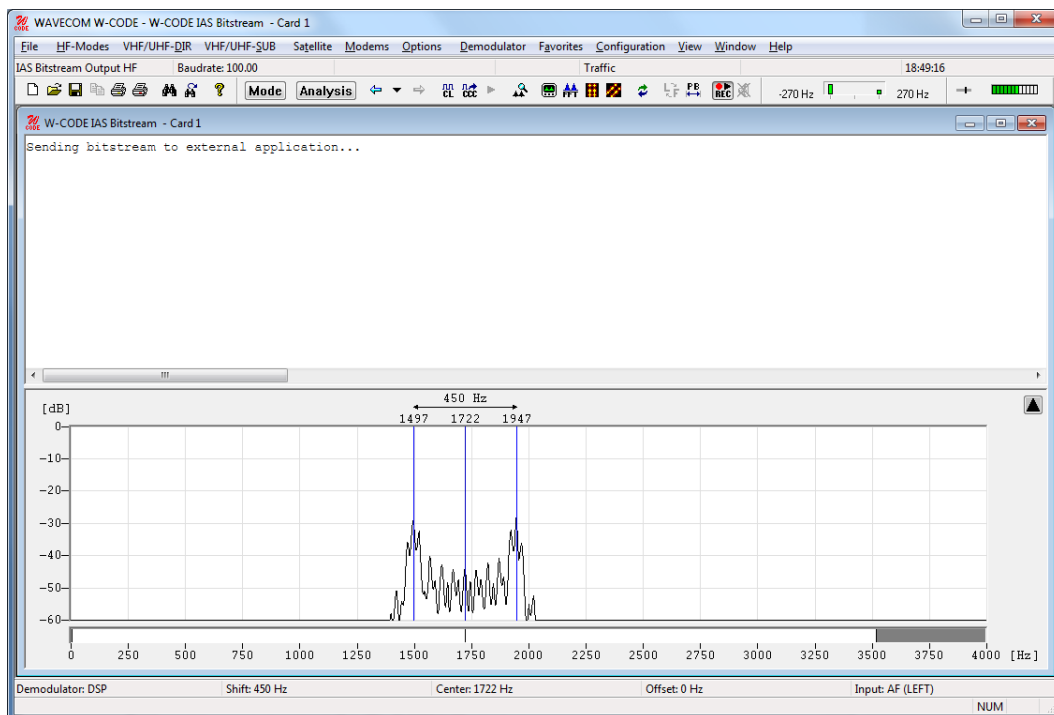 WAVECOM W-CODE - W-CODE IAS Bitstream - Card 1
File HF-Modes VHF/UHF-DIR VHF/UHF-SUB Satellite Modems Options Demodulator Favorites Configuration View Window Help
IAS Bitstream Output HF Baudrate: 100.00 Traffic 18:49:16
Mode Analysis CL CCC LF PB REC -270 Hz 270 Hz
W-CODE IAS Bitstream - Card 1
Sending bitstream to external application...
450 Hz
[dB] 1497 1722 1947
0
-10
-20
-30
-40
-50
-60
0 250 500 750 1000 1250 1500 1750 2000 2250 2500 2750 3000 3250 3500 3750 4000 [Hz]
Demodulator: DSP Shift: 450 Hz Center: 1722 Hz Offset: 0 Hz Input: AF (LEFT)
NUM